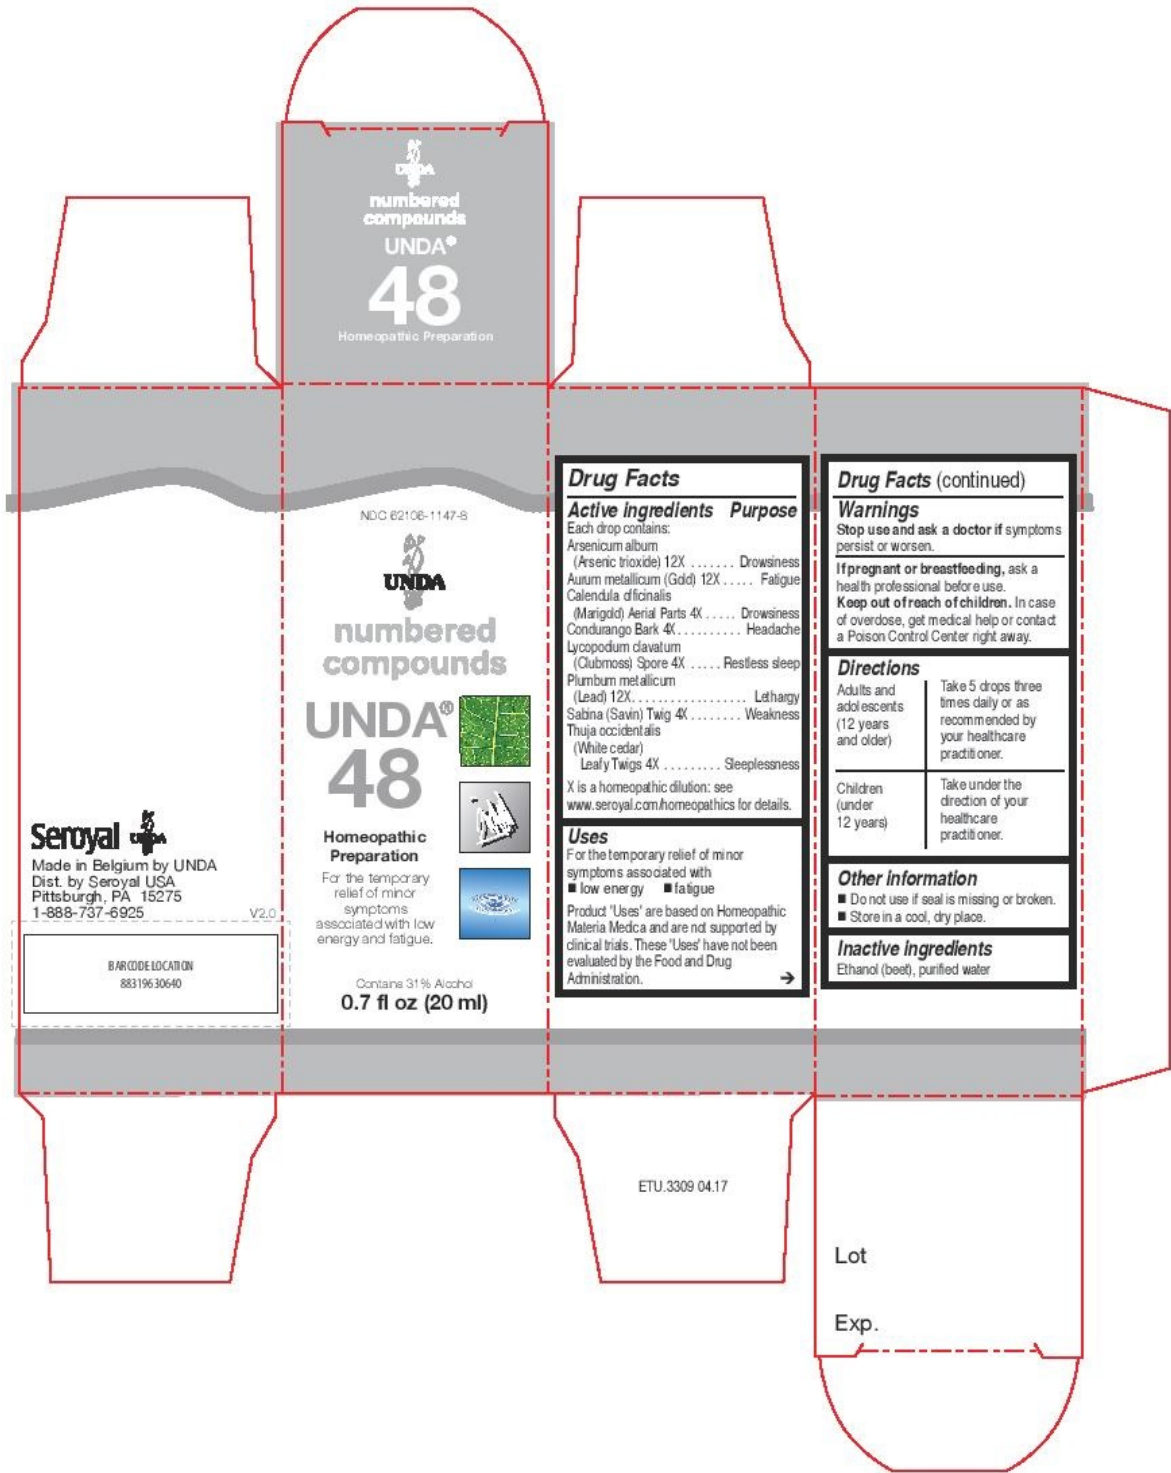 UNDA
numbered
compounds
UNDA®
48
Homeopathic Preparation
Seroyal UNDA
Made in Belgium by UNDA
Dist. by Seroyal USA
Pittsburgh, PA 15275
1-888-737-6925 V2.0
BARCODE LOCATION
88319630640
NDC 62106-1147-8
UNDA
numbered
compounds
UNDA®
48
Homeopathic
Preparation
For the temporary
relief of minor
symptoms
associated with low
energy and fatigue.
Contains 31% Alcohol
0.7 fl oz (20 ml)
Drug Facts
Active ingredients Purpose
Each drop contains:
Arsenicum album
(Arsenic trioxide) 12X ....... Drowsiness
Aurum metallicum (Gold) 12X ..... Fatigue
Calendula officinalis
(Marigold) Aerial Parts 4X ..... Drowsiness
Condurango Bark 4X .......... Headache
Lycopodium clavatum
(Clubmoss) Spore 4X ..... Restless sleep
Plumbum metallicum
(Lead) 12X ................... Lethargy
Sabina (Savin) Twig 4X ........ Weakness
Thuja occidentalis
(White cedar)
Leafy Twigs 4X ......... Sleeplessness
X is a homeopathic dilution: see
www.seroyal.com/homeopathics for details.
Uses
For the temporary relief of minor
symptoms associated with
■ low energy ■ fatigue
Product 'Uses' are based on Homeopathic
Materia Medica and are not supported by
clinical trials. These 'Uses' have not been
evaluated by the Food and Drug
Administration. →
Drug Facts (continued)
Warnings
Stop use and ask a doctor if symptoms
persist or worsen.
If pregnant or breastfeeding, ask a
health professional before use.
Keep out of reach of children. In case
of overdose, get medical help or contact
a Poison Control Center right away.
Directions
Adults and
adolescents
(12 years
and older)
Take 5 drops three
times daily or as
recommended by
your healthcare
practitioner.
Children
(under
12 years)
Take under the
direction of your
healthcare
practitioner.
Other information
■ Do not use if seal is missing or broken.
■ Store in a cool, dry place.
Inactive ingredients
Ethanol (beet), purified water
ETU.3309 04.17
Lot
Exp.